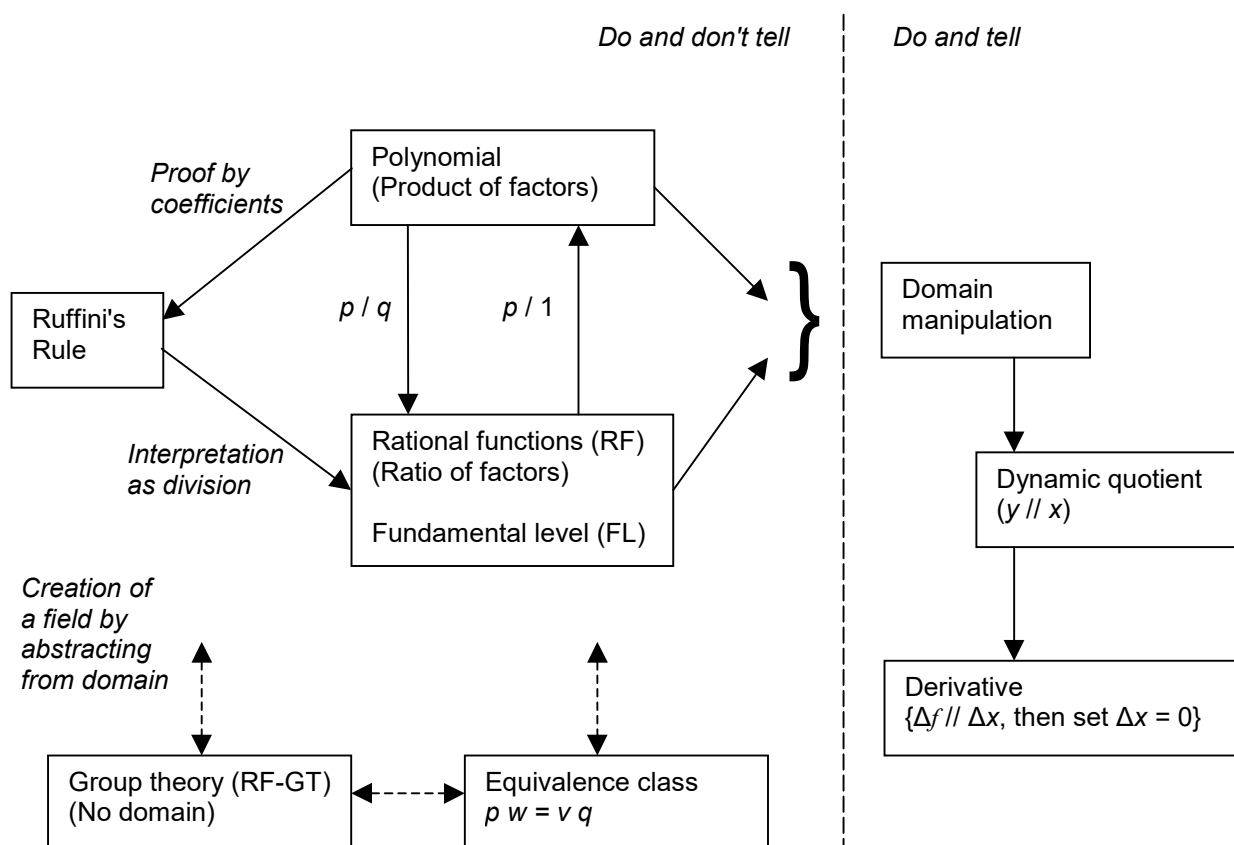 Do and don't tell
Do and tell
Polynomial
(Product of factors)
Proof by
coefficients
Ruffini's
Rule
p / q
p / 1
}
Domain
manipulation
Interpretation
as division
Rational functions (RF)
(Ratio of factors)
Fundamental level (FL)
Dynamic quotient
(y // x)
Creation of
a field by
abstracting
from domain
Derivative
{Δf // Δx, then set Δx = 0}
Group theory (RF-GT)
(No domain)
Equivalence class
p w = v q